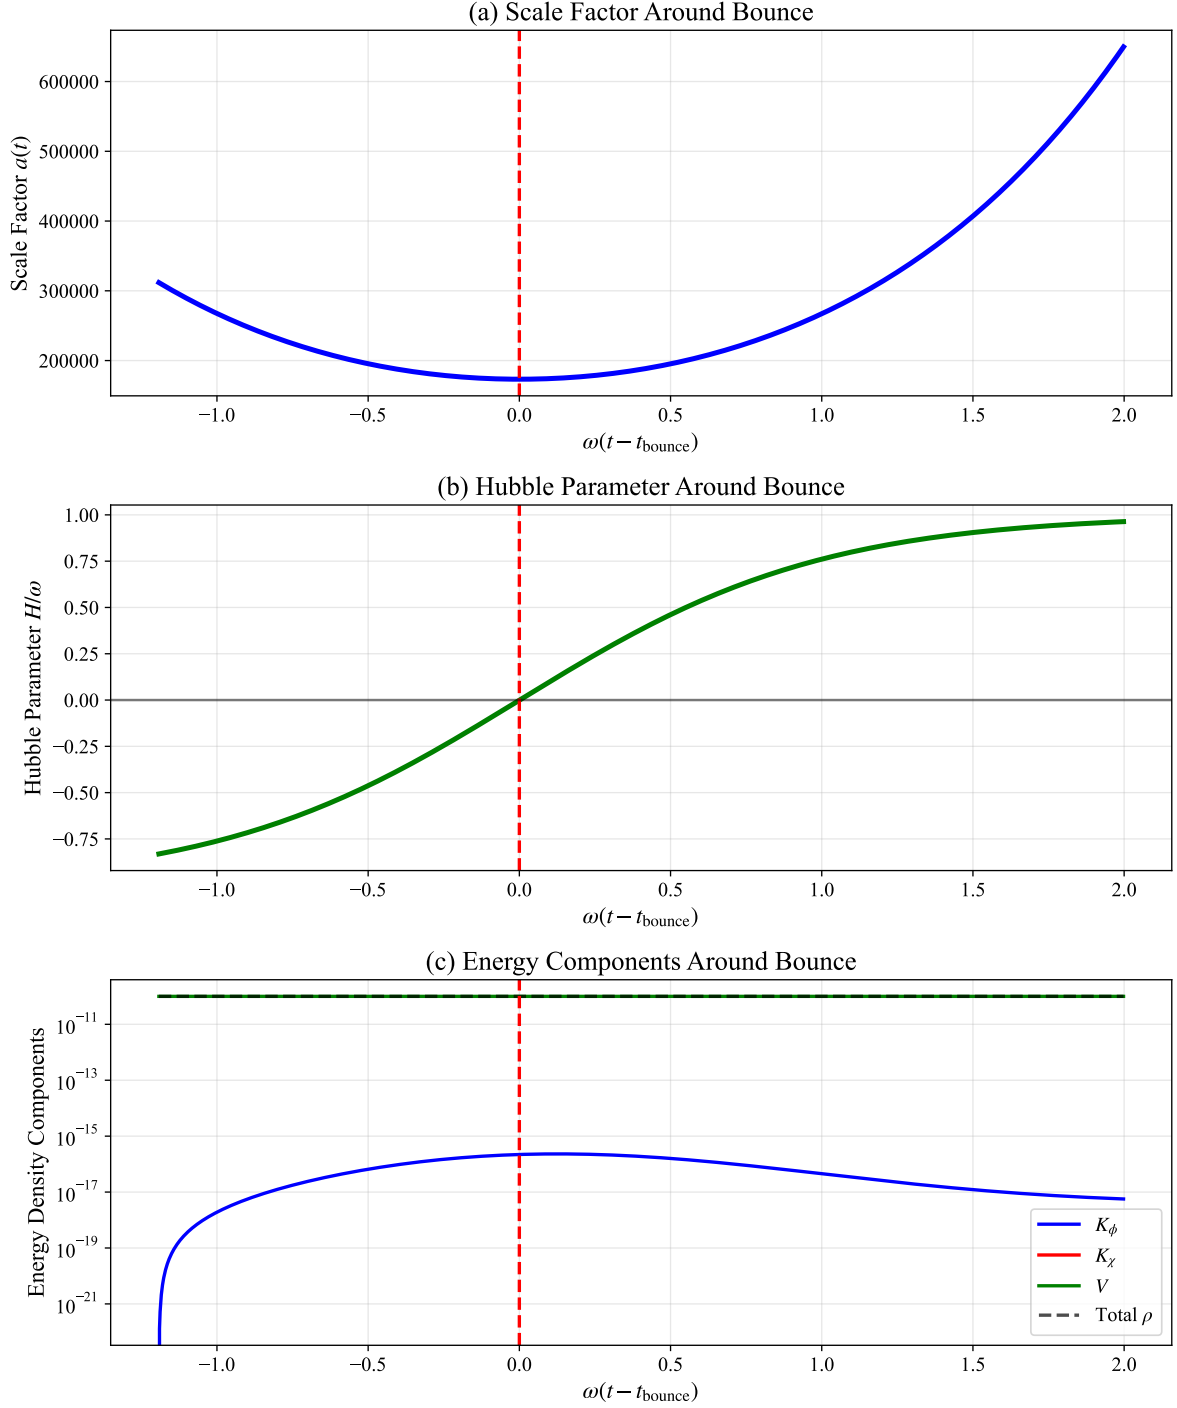 (a) Scale Factor Around Bounce
Scale Factor a(t)
600000
500000
400000
300000
200000
−1.0 −0.5 0.0 0.5 1.0 1.5 2.0
ω(t − t_bounce)
(b) Hubble Parameter Around Bounce
Hubble Parameter H/ω
1.00
0.75
0.50
0.25
0.00
−0.25
−0.50
−0.75
−1.0 −0.5 0.0 0.5 1.0 1.5 2.0
ω(t − t_bounce)
(c) Energy Components Around Bounce
Energy Density Components
10⁻¹¹
10⁻¹³
10⁻¹⁵
10⁻¹⁷
10⁻¹⁹
10⁻²¹
K_ϕ
K_χ
V
Total ρ
−1.0 −0.5 0.0 0.5 1.0 1.5 2.0
ω(t − t_bounce)